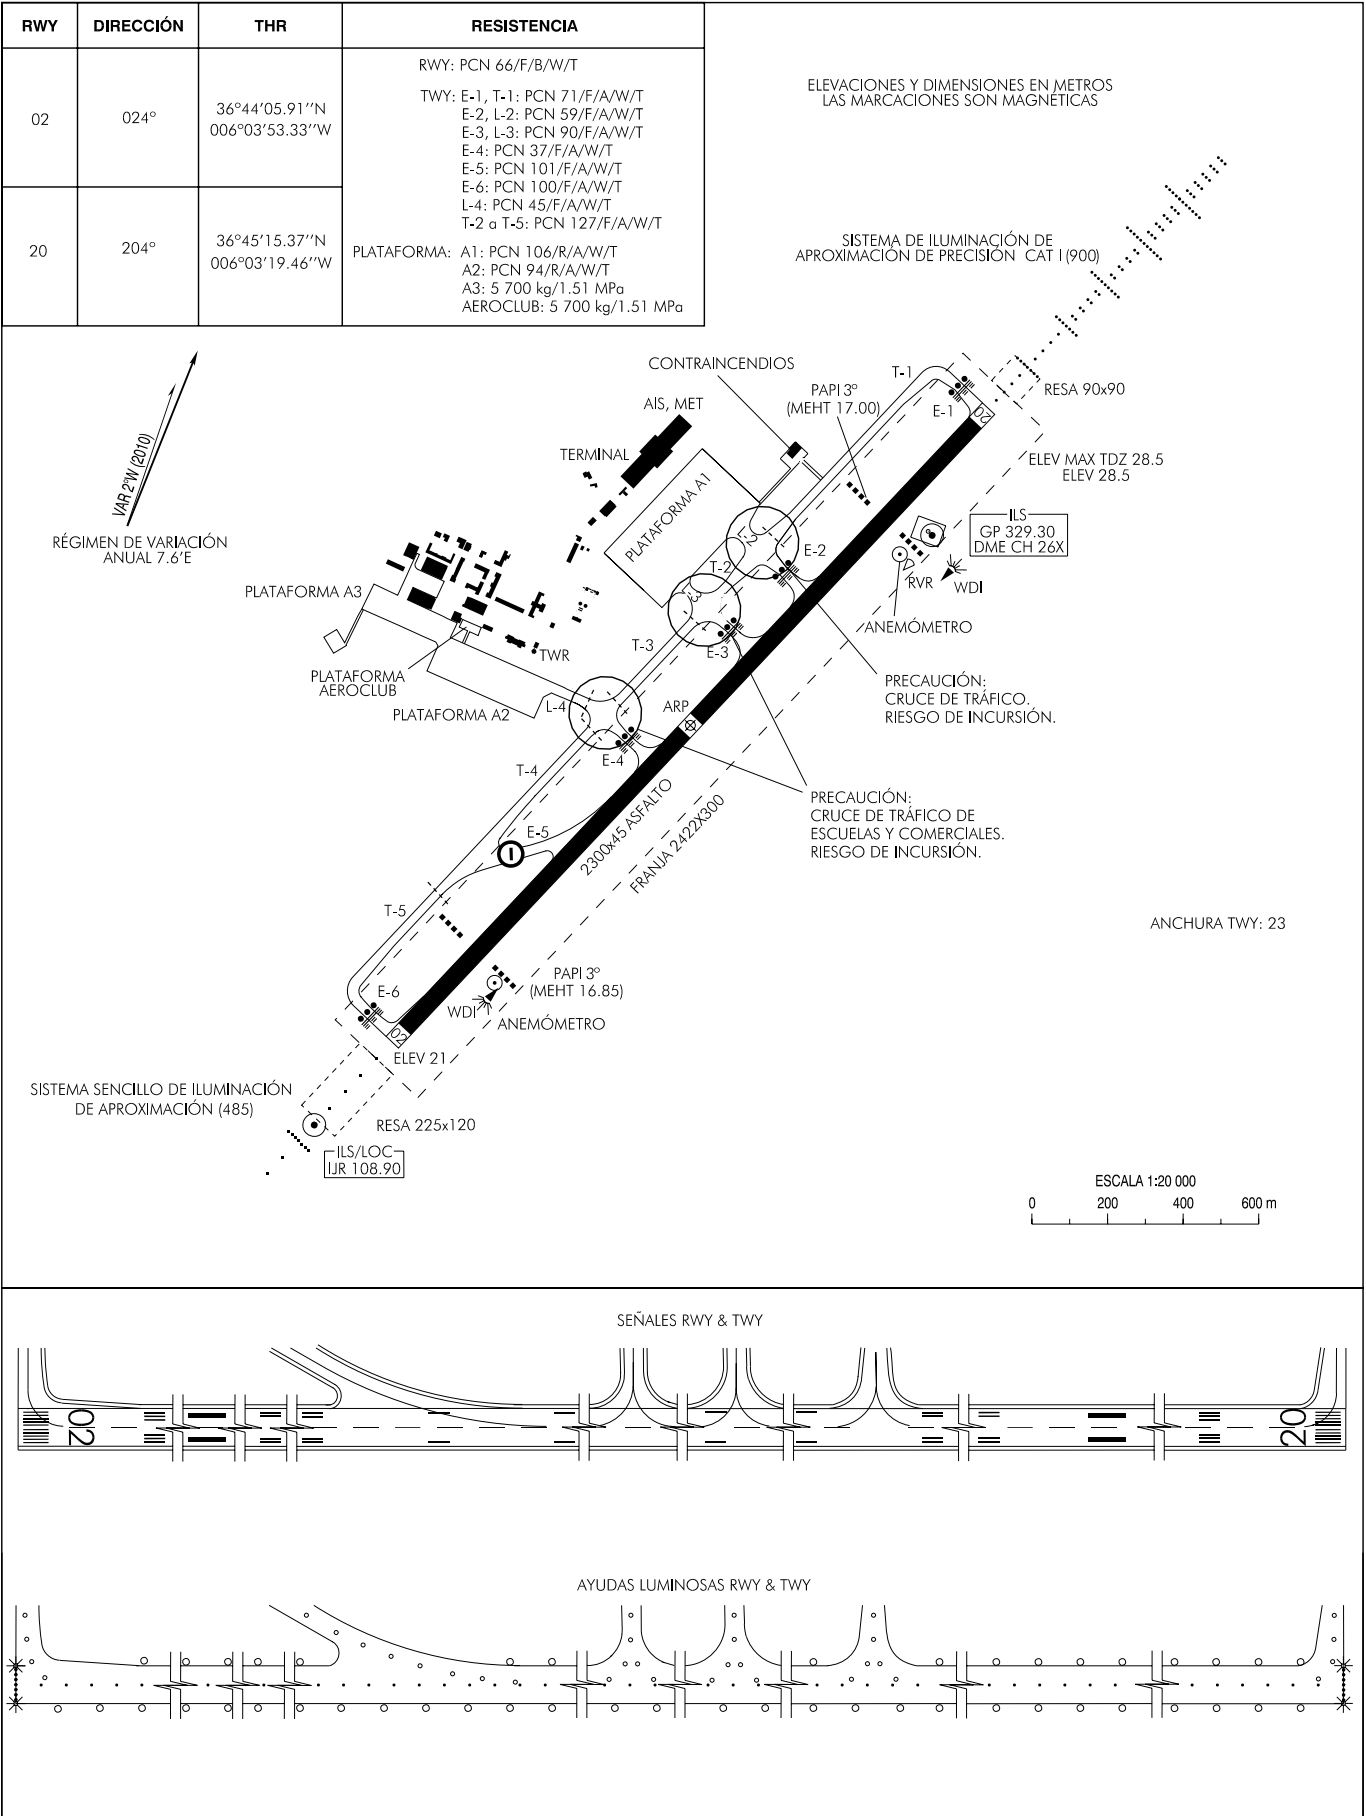 RWY DIRECCIÓN THR RESISTENCIA
02 024° 36°44'05.91''N
006°03'53.33''W
20 204° 36°45'15.37''N
006°03'19.46''W
RWY: PCN 66/F/B/W/T
TWY: E-1, T-1: PCN 71/F/A/W/T
E-2, L-2: PCN 59/F/A/W/T
E-3, L-3: PCN 90/F/A/W/T
E-4: PCN 37/F/A/W/T
E-5: PCN 101/F/A/W/T
E-6: PCN 100/F/A/W/T
L-4: PCN 45/F/A/W/T
T-2 a T-5: PCN 127/F/A/W/T
PLATAFORMA: A1: PCN 106/R/A/W/T
A2: PCN 94/R/A/W/T
A3: 5 700 kg/1.51 MPa
AEROCLUB: 5 700 kg/1.51 MPa
ELEVACIONES Y DIMENSIONES EN METROS
LAS MARCACIONES SON MAGNÉTICAS
SISTEMA DE ILUMINACIÓN DE
APROXIMACIÓN DE PRECISIÓN CAT I (900)
VAR 2°W (2010)
RÉGIMEN DE VARIACIÓN
ANUAL 7.6'E
CONTRAINCENDIOS
T-1
PAPI 3°
(MEHT 17.00)
RESA 90x90
AIS, MET
E-1
20
TERMINAL
ELEV MAX TDZ 28.5
ELEV 28.5
PLATAFORMA A1
ILS
GP 329.30
DME CH 26X
L-2
E-2
T-2
RVR
WDI
PLATAFORMA A3
L-3
ANEMÓMETRO
T-3
E-3
TWR
PLATAFORMA
AEROCLUB
PRECAUCIÓN:
CRUCE DE TRÁFICO.
RIESGO DE INCURSIÓN.
PLATAFORMA A2
L-4
ARP
E-4
T-4
2300x45 ASFALTO
FRANJA 2422X300
PRECAUCIÓN:
CRUCE DE TRÁFICO DE
ESCUELAS Y COMERCIALES.
RIESGO DE INCURSIÓN.
E-5
T-5
ANCHURA TWY: 23
PAPI 3°
(MEHT 16.85)
E-6
WDI
ANEMÓMETRO
02
ELEV 21
SISTEMA SENCILLO DE ILUMINACIÓN
DE APROXIMACIÓN (485)
RESA 225x120
ILS/LOC
IJR 108.90
ESCALA 1:20 000
0 200 400 600 m
SEÑALES RWY & TWY
02 20
AYUDAS LUMINOSAS RWY & TWY